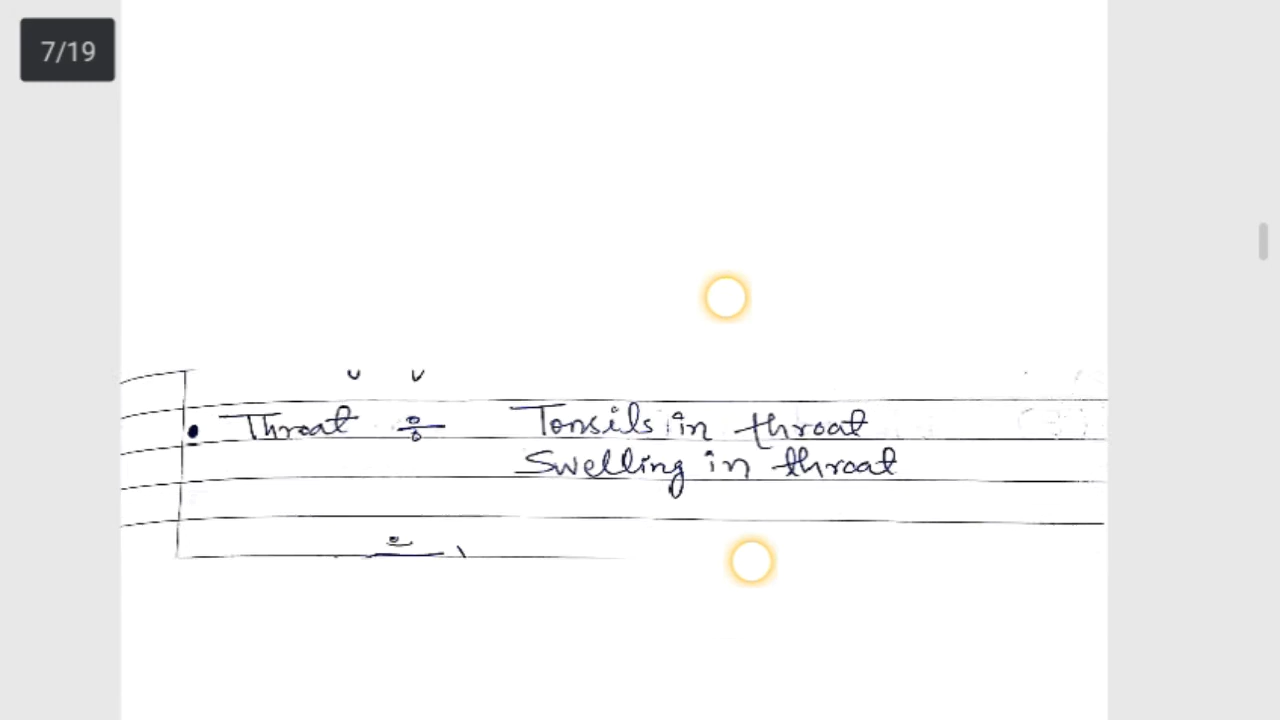 7/19
• Throat ÷ Tonsils in throat
Swelling in throat